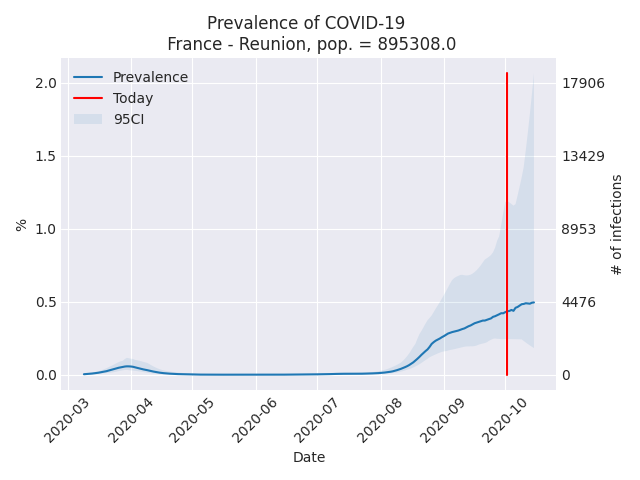 Prevalence of COVID-19
France - Reunion, pop. = 895308.0
Prevalence
Today
95CI
2.0
1.5
1.0
0.5
0.0
%
17906
13429
8953
4476
0
# of infections
2020-03
2020-04
2020-05
2020-06
2020-07
2020-08
2020-09
2020-10
Date